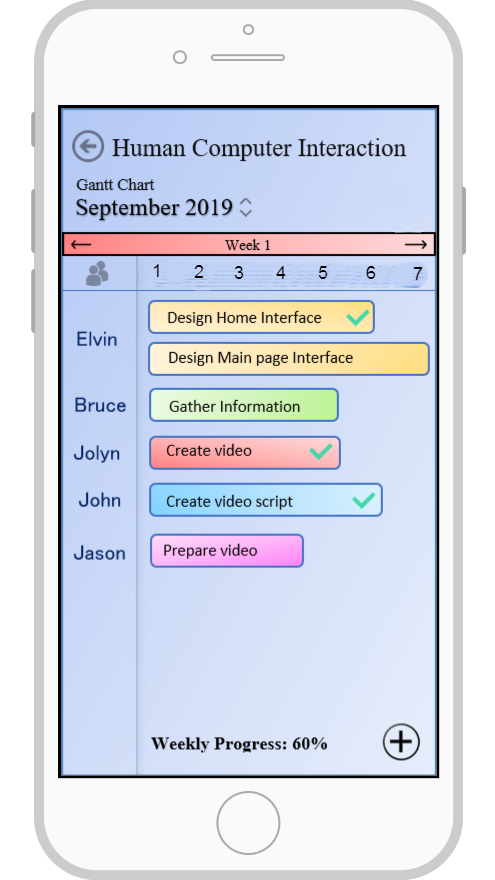 Human Computer Interaction
Gantt Chart
September 2019
Week 1
1 2 3 4 5 6 7
Elvin
Design Home Interface
Design Main page Interface
Bruce
Gather Information
Jolyn
Create video
John
Create video script
Jason
Prepare video
Weekly Progress: 60%